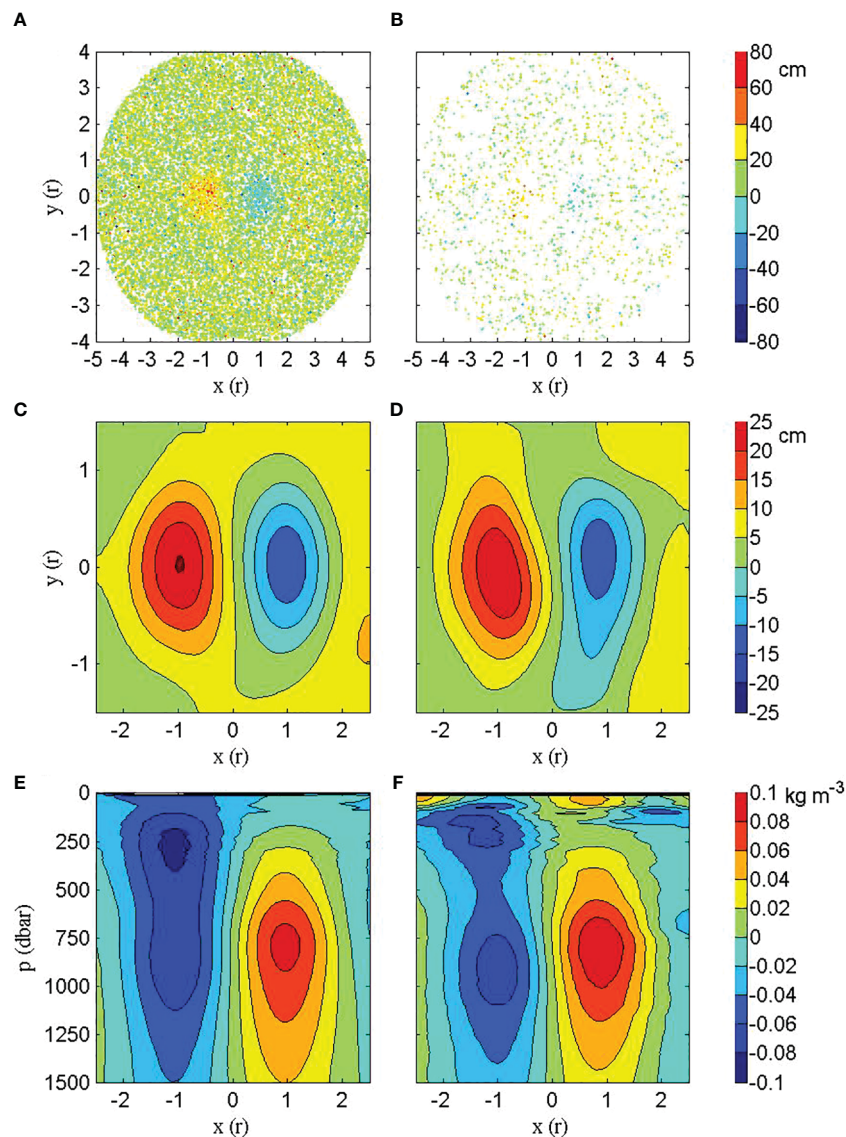 A
B
4
3
2
1
0
-1
-2
-3
-4
y (r)
-5 -4 -3 -2 -1 0 1 2 3 4 5
x (r)
-5 -4 -3 -2 -1 0 1 2 3 4 5
x (r)
80
60
40
20
0
-20
-40
-60
-80
cm
C
D
1
0
-1
y (r)
-2 -1 0 1 2
x (r)
-2 -1 0 1 2
x (r)
25
20
15
10
5
0
-5
-10
-15
-20
-25
cm
E
F
0
250
500
750
1000
1250
1500
p (dbar)
-2 -1 0 1 2
x (r)
-2 -1 0 1 2
x (r)
0.1
0.08
0.06
0.04
0.02
0
-0.02
-0.04
-0.06
-0.08
-0.1
kg m⁻³